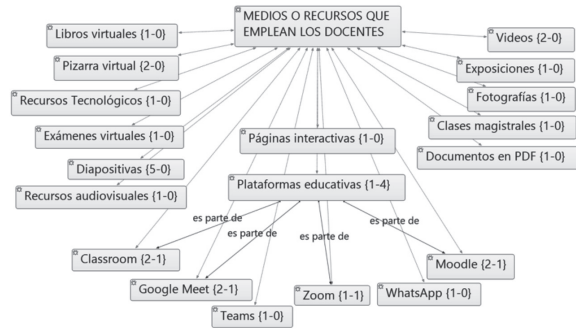 MEDIOS O RECURSOS QUE
EMPLEAN LOS DOCENTES
Libros virtuales {1-0}
Videos {2-0}
Pizarra virtual {2-0}
Exposiciones {1-0}
Recursos Tecnológicos {1-0}
Fotografías {1-0}
Exámenes virtuales {1-0}
Páginas interactivas {1-0}
Clases magistrales {1-0}
Diapositivas {5-0}
Documentos en PDF {1-0}
Recursos audiovisuales {1-0}
Plataformas educativas {1-4}
es parte de
es parte de
es parte de
es parte de
Classroom {2-1}
Moodle {2-1}
Google Meet {2-1}
Zoom {1-1}
WhatsApp {1-0}
Teams {1-0}